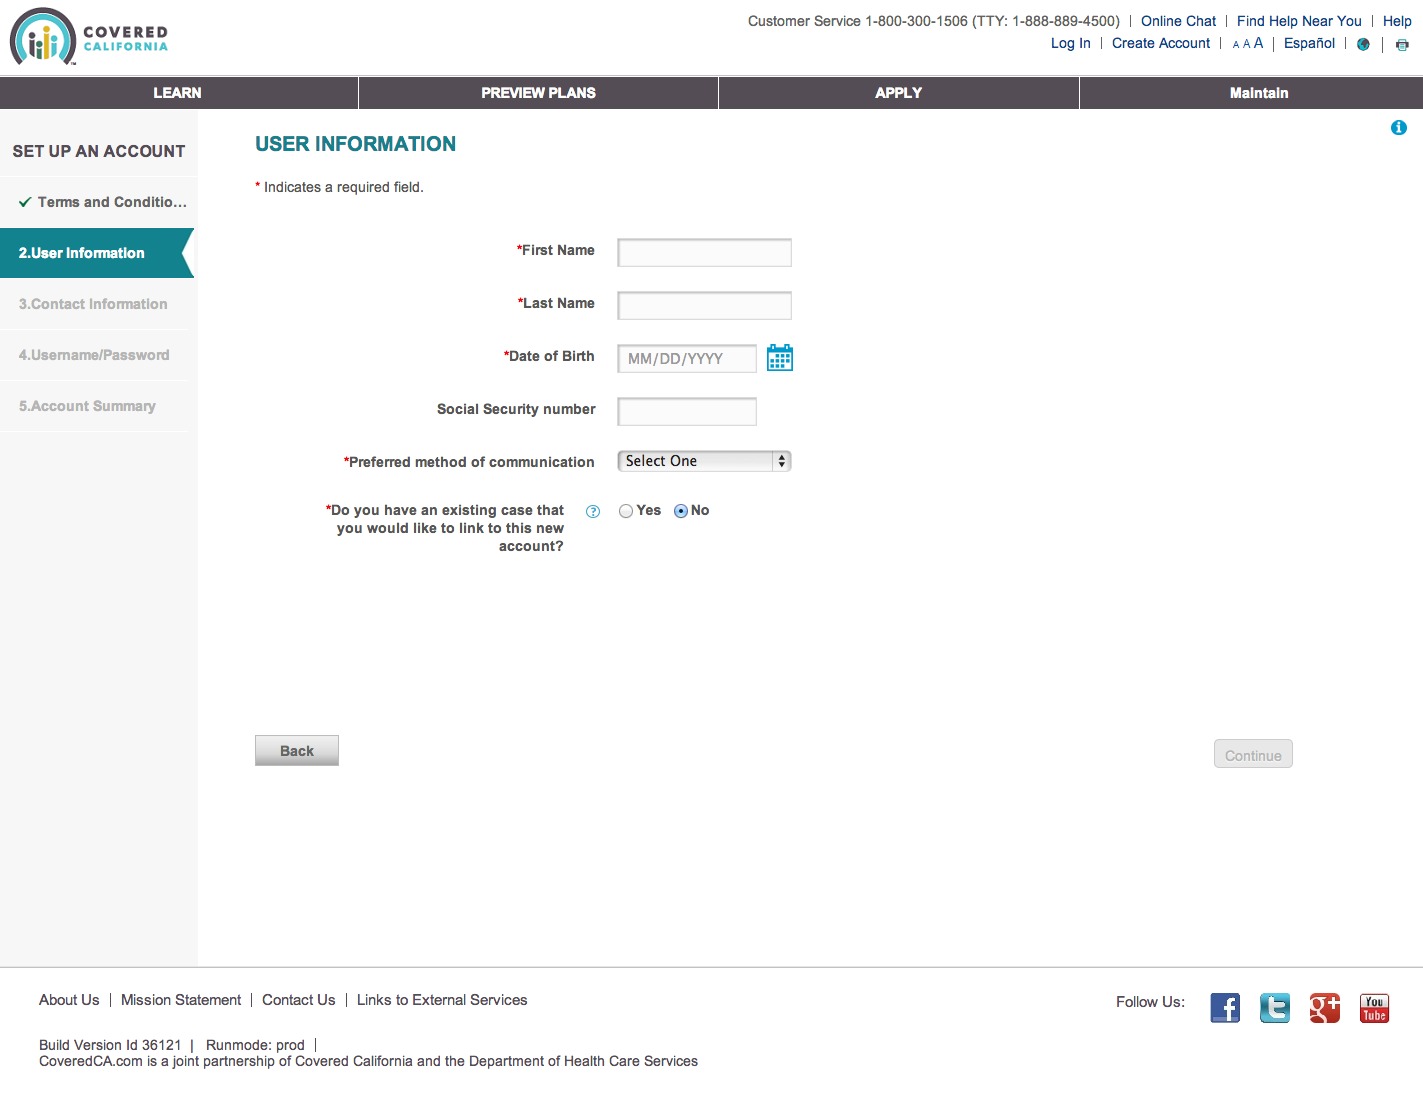 COVERED
CALIFORNIA
Customer Service 1-800-300-1506 (TTY: 1-888-889-4500) | Online Chat | Find Help Near You | Help
Log In | Create Account | A A A | Español |
LEARN
PREVIEW PLANS
APPLY
Maintain
SET UP AN ACCOUNT
Terms and Conditio...
2.User Information
3.Contact Information
4.Username/Password
5.Account Summary
USER INFORMATION
* Indicates a required field.
*First Name
*Last Name
*Date of Birth MM/DD/YYYY
Social Security number
*Preferred method of communication Select One
*Do you have an existing case that ? Yes No
you would like to link to this new
account?
Back
Continue
About Us | Mission Statement | Contact Us | Links to External Services
Follow Us:
You
Tube
Build Version Id 36121 | Runmode: prod |
CoveredCA.com is a joint partnership of Covered California and the Department of Health Care Services